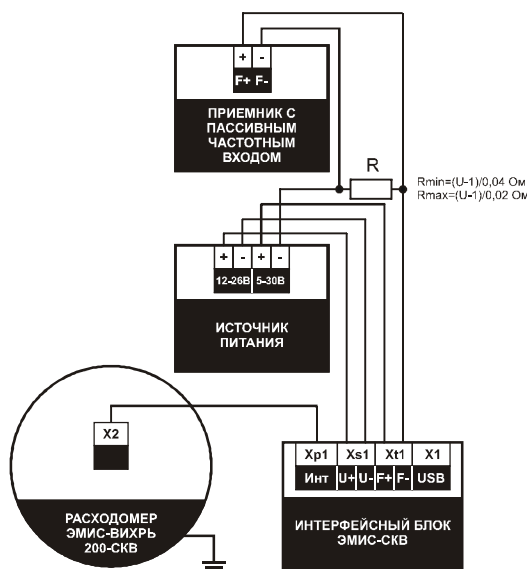 + -
F+ F-
ПРИЕМНИК С
ПАССИВНЫМ
ЧАСТОТНЫМ
ВХОДОМ
R
Rmin=(U-1)/0,04 Ом
Rmax=(U-1)/0,02 Ом
+ - + -
12-26В 5-30В
ИСТОЧНИК
ПИТАНИЯ
X2
РАСХОДОМЕР
ЭМИС-ВИХРЬ
200-СКВ
Xp1 Xs1 Xt1 X1
Инт U+ U- F+ F- USB
ИНТЕРФЕЙСНЫЙ БЛОК
ЭМИС-СКВ